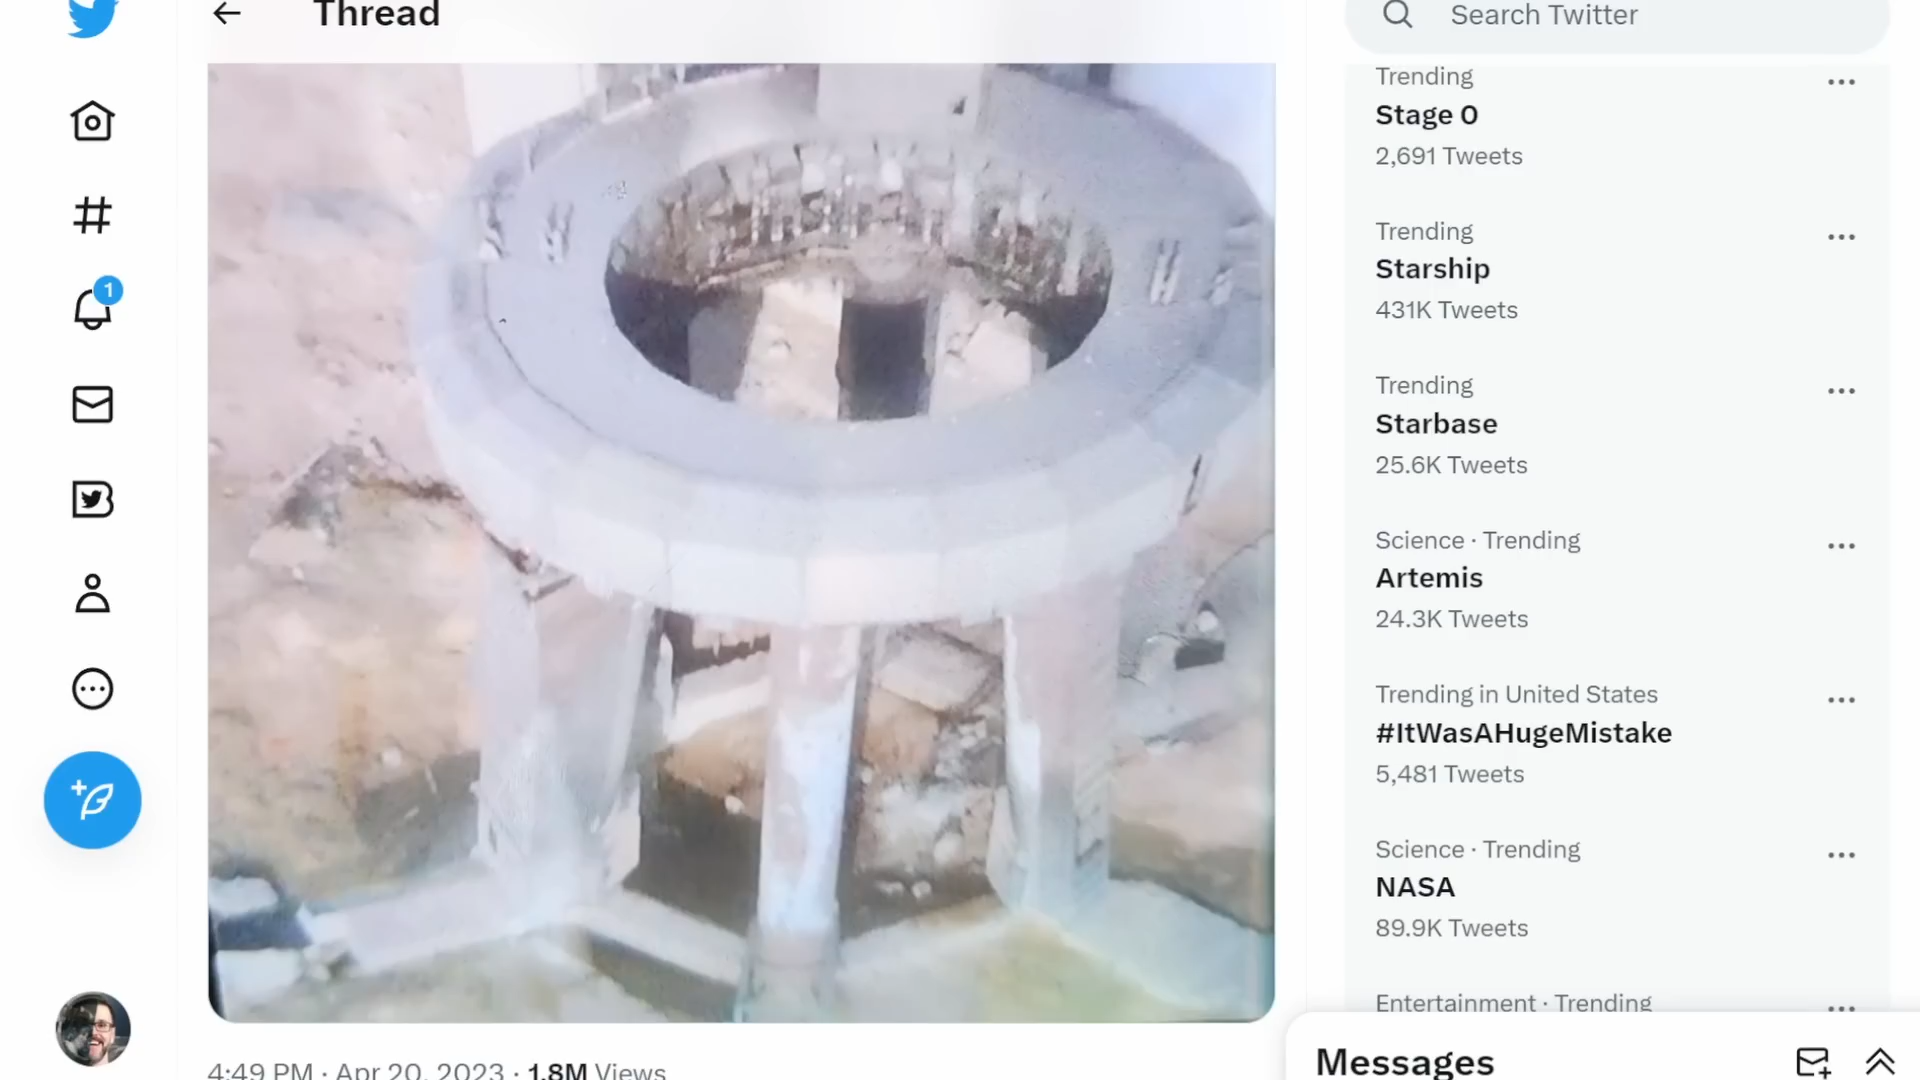 Thread
Search Twitter
Trending
Stage 0
2,691 Tweets
Trending
Starship
431K Tweets
1
Trending
Starbase
25.6K Tweets
Science · Trending
Artemis
24.3K Tweets
Trending in United States
#ItWasAHugeMistake
5,481 Tweets
Science · Trending
NASA
89.9K Tweets
Entertainment · Trending
4:49 PM · Apr 20, 2023 · 1.8M Views
Messages